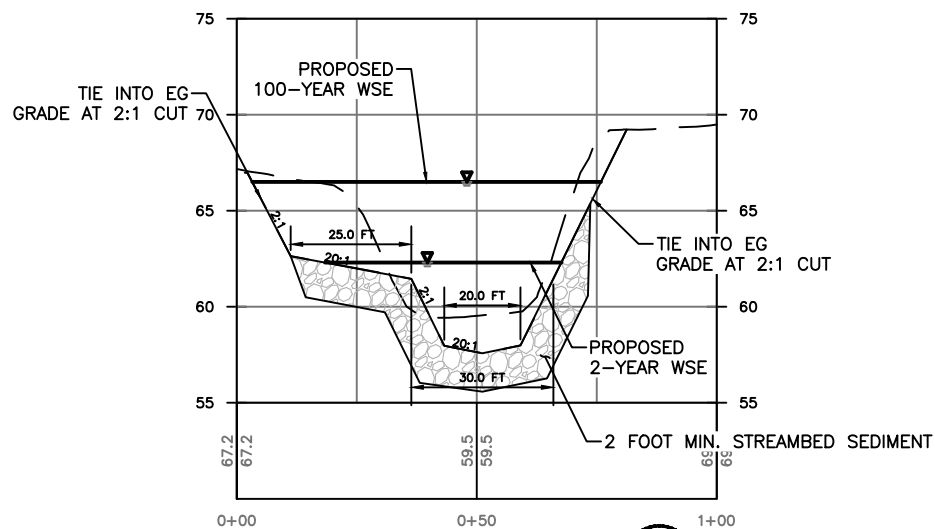 75
75
PROPOSED
100-YEAR WSE
TIE INTO EG
GRADE AT 2:1 CUT
70
70
65
65
2:1
25.0 FT
20:1
TIE INTO EG
GRADE AT 2:1 CUT
60
60
2:1
20.0 FT
20:1
PROPOSED
2-YEAR WSE
30.0 FT
55
55
2 FOOT MIN. STREAMBED SEDIMENT
67.2
67.2
59.5
59.5
0+00
0+50
1+00